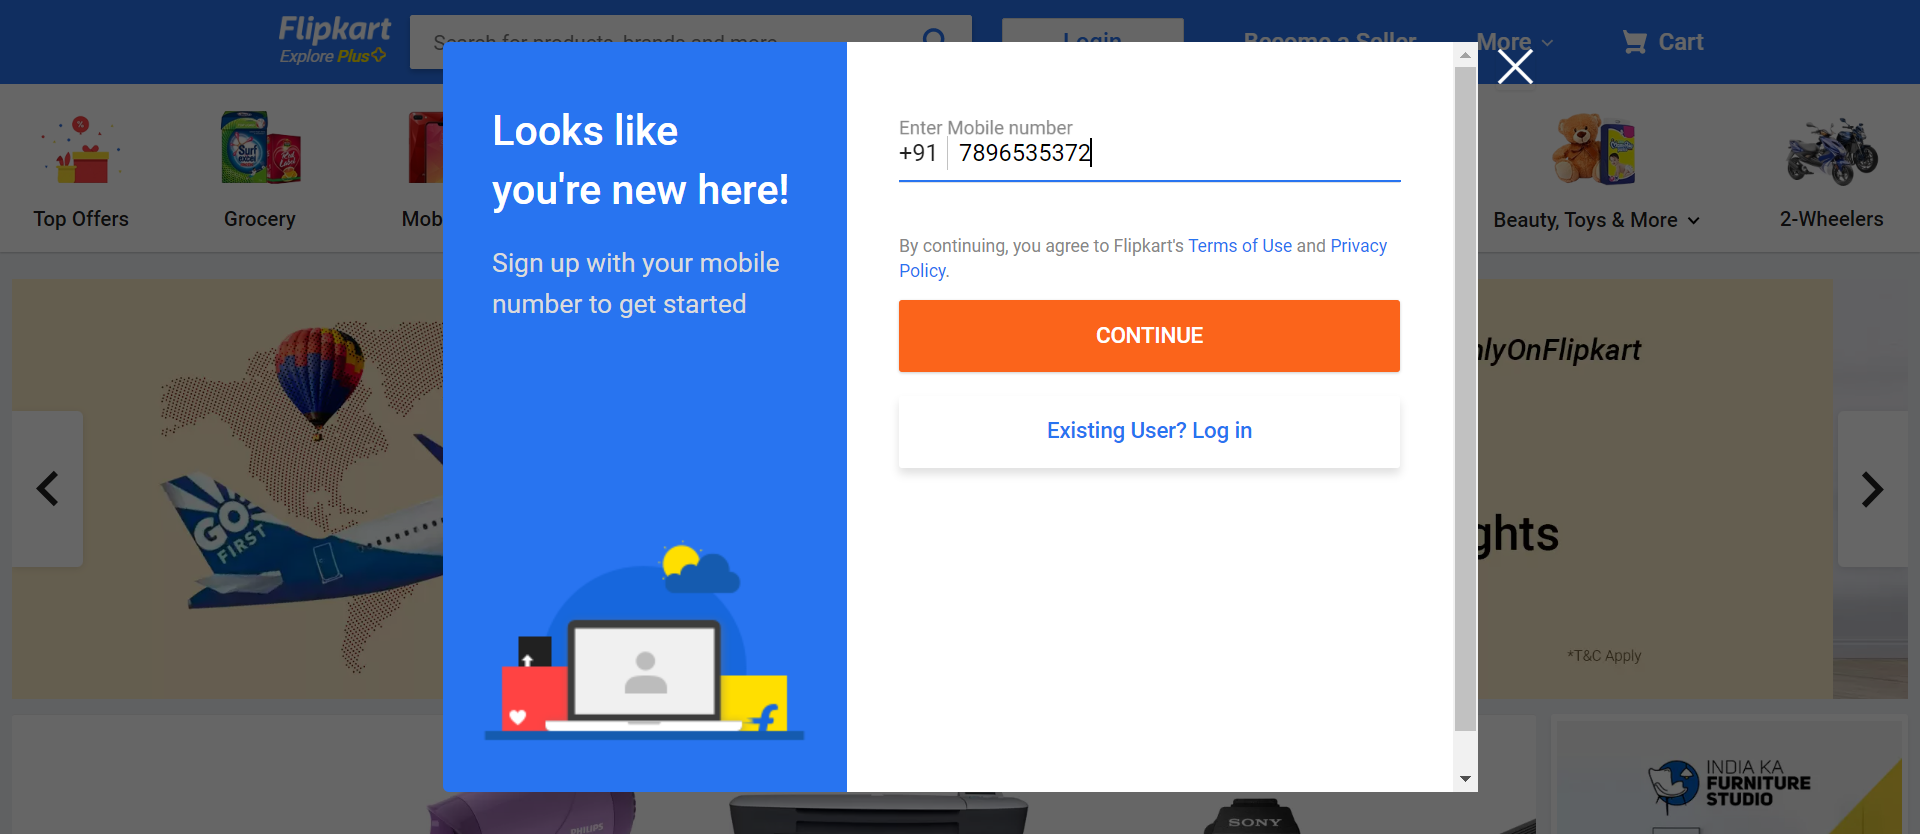 Flipkart
Explore Plus
Search for products, brands and more
Login
Become a Seller
More
Cart
Top Offers
Grocery
Mob
Beauty, Toys & More
2-Wheelers
Looks like
you're new here!
Sign up with your mobile
number to get started
Enter Mobile number
+91 7896535372
By continuing, you agree to Flipkart's Terms of Use and Privacy
Policy.
CONTINUE
Existing User? Log in
Surf
excel
GO
FIRST
nlyOnFlipkart
ghts
*T&C Apply
INDIA KA
FURNITURE
STUDIO
PHILIPS
SONY